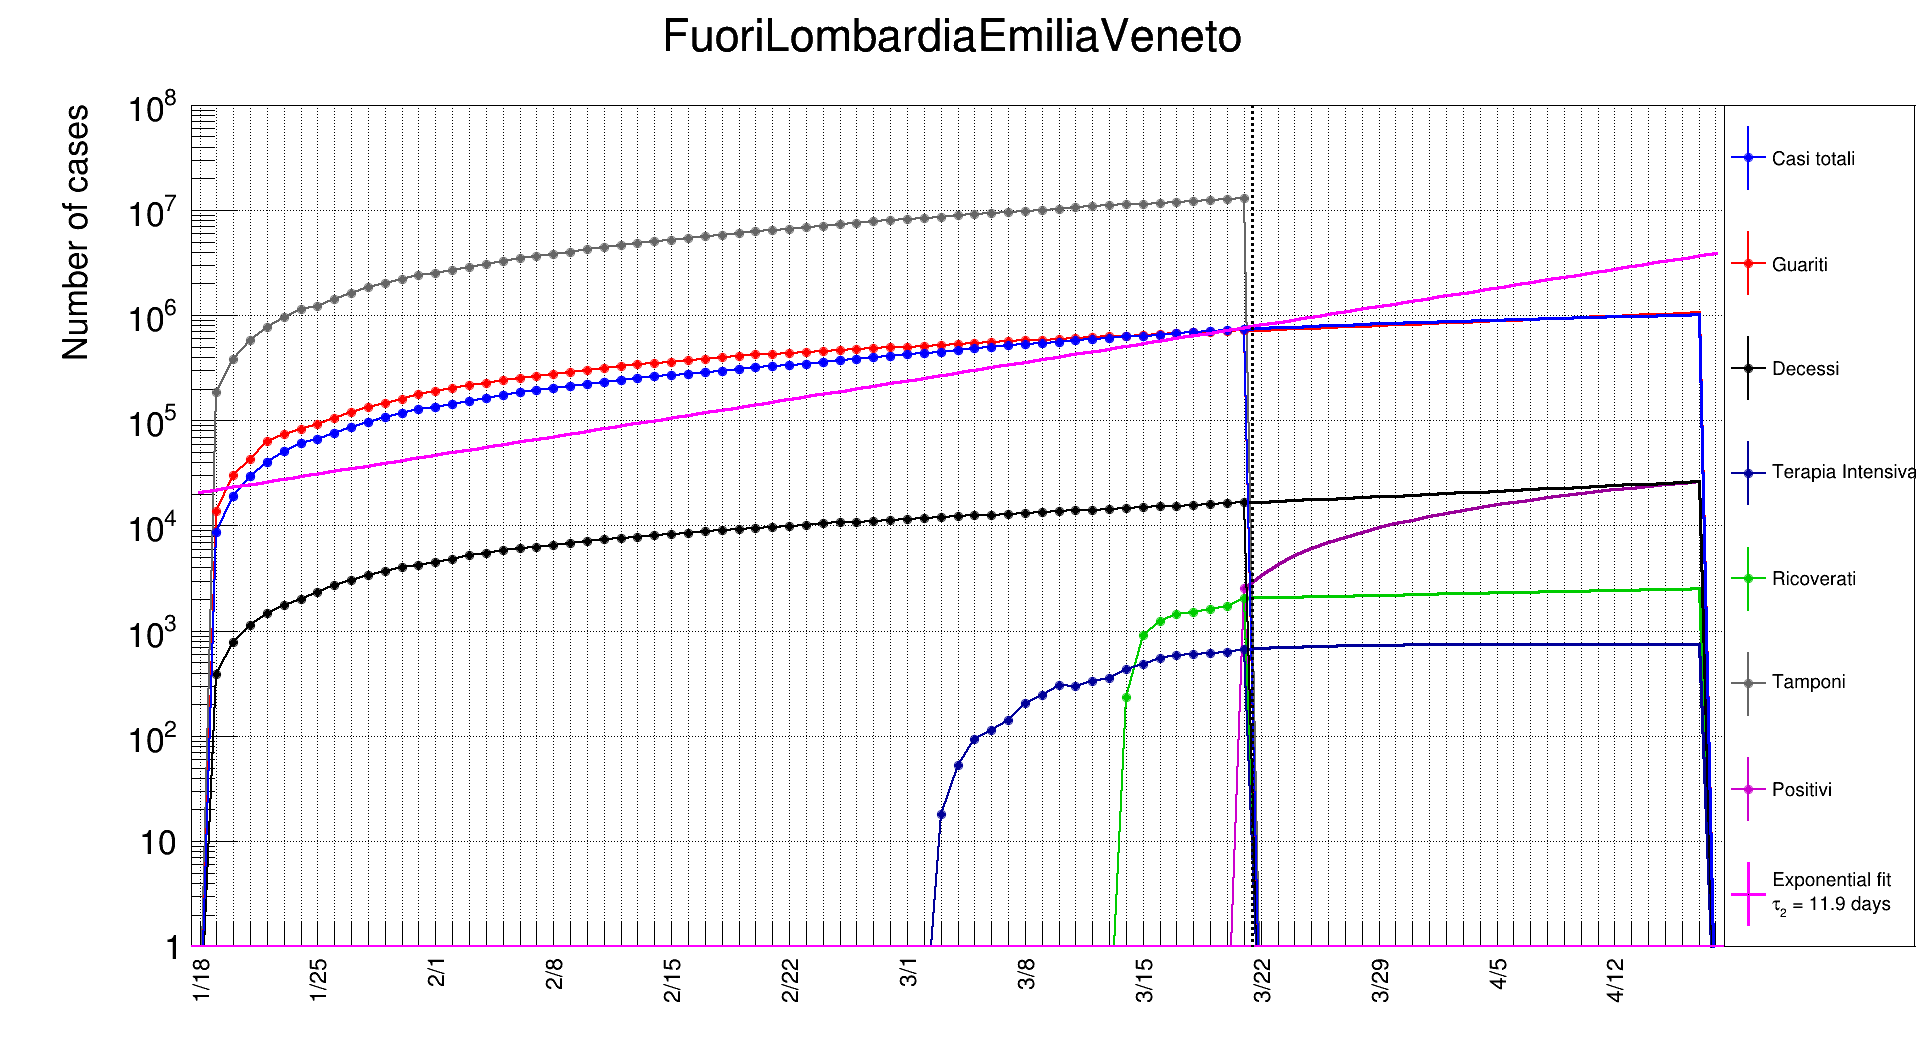 FuoriLombardiaEmiliaVeneto
Number of cases
10^8
10^7
10^6
10^5
10^4
10^3
10^2
10
1
1/18
1/25
2/1
2/8
2/15
2/22
3/1
3/8
3/15
3/22
3/29
4/5
4/12
Casi totali
Guariti
Decessi
Terapia Intensiva
Ricoverati
Tamponi
Positivi
Exponential fit
τ₂ = 11.9 days